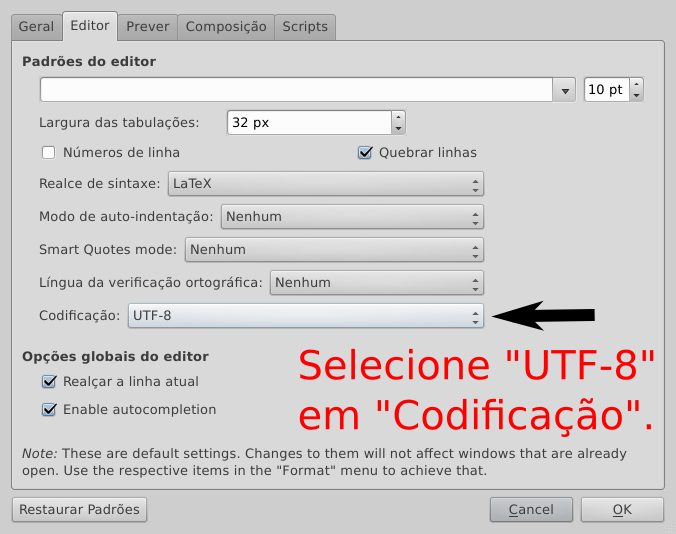 Geral Editor Prever Composição Scripts
Padrões do editor
10 pt
Largura das tabulações: 32 px
Números de linha Quebrar linhas
Realce de sintaxe: LaTeX
Modo de auto-indentação: Nenhum
Smart Quotes mode: Nenhum
Língua da verificação ortográfica: Nenhum
Codificação: UTF-8
Selecione "UTF-8"
em "Codificação".
Opções globais do editor
Realçar a linha atual
Enable autocompletion
Note: These are default settings. Changes to them will not affect windows that are already
open. Use the respective items in the "Format" menu to achieve that.
Restaurar Padrões Cancel OK